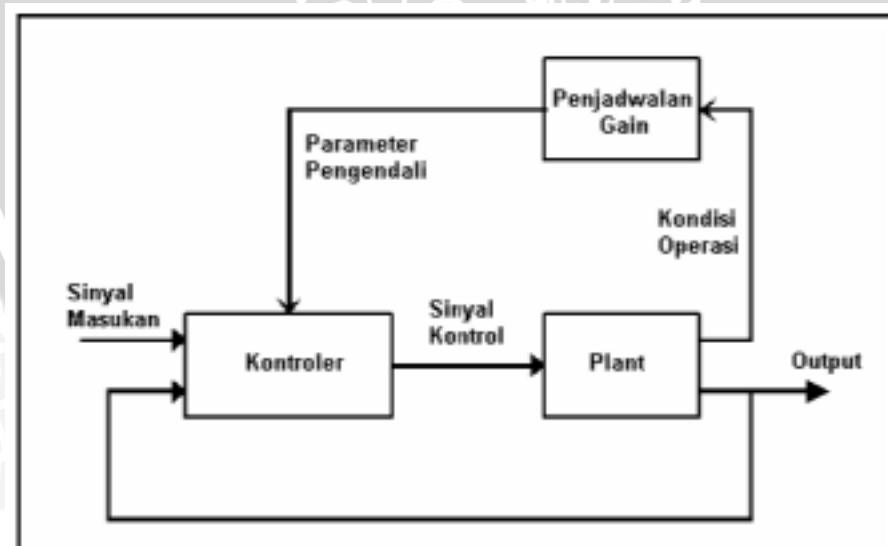 Penjadwalan
Gain
Parameter
Pengendali
Kondisi
Operasi
Sinyal
Masukan
Sinyal
Kontrol
Kontroler
Plant
Output